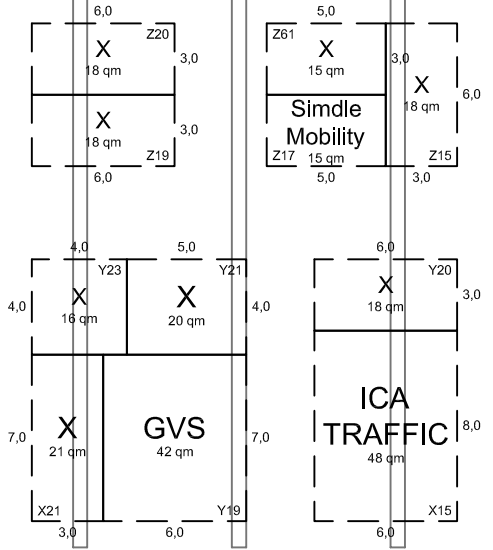 6,0
Z20
X
18 qm
3,0
X
18 qm
3,0
Z19
6,0
5,0
Z61
X
15 qm
3,0
X
18 qm
6,0
Simdle
Mobility
Z17
15 qm
Z15
5,0
3,0
4,0
5,0
Y23
Y21
4,0
X
16 qm
X
20 qm
4,0
7,0
X
21 qm
GVS
42 qm
7,0
X21
Y19
3,0
6,0
6,0
Y20
X
18 qm
3,0
ICA
TRAFFIC
48 qm
8,0
X15
6,0